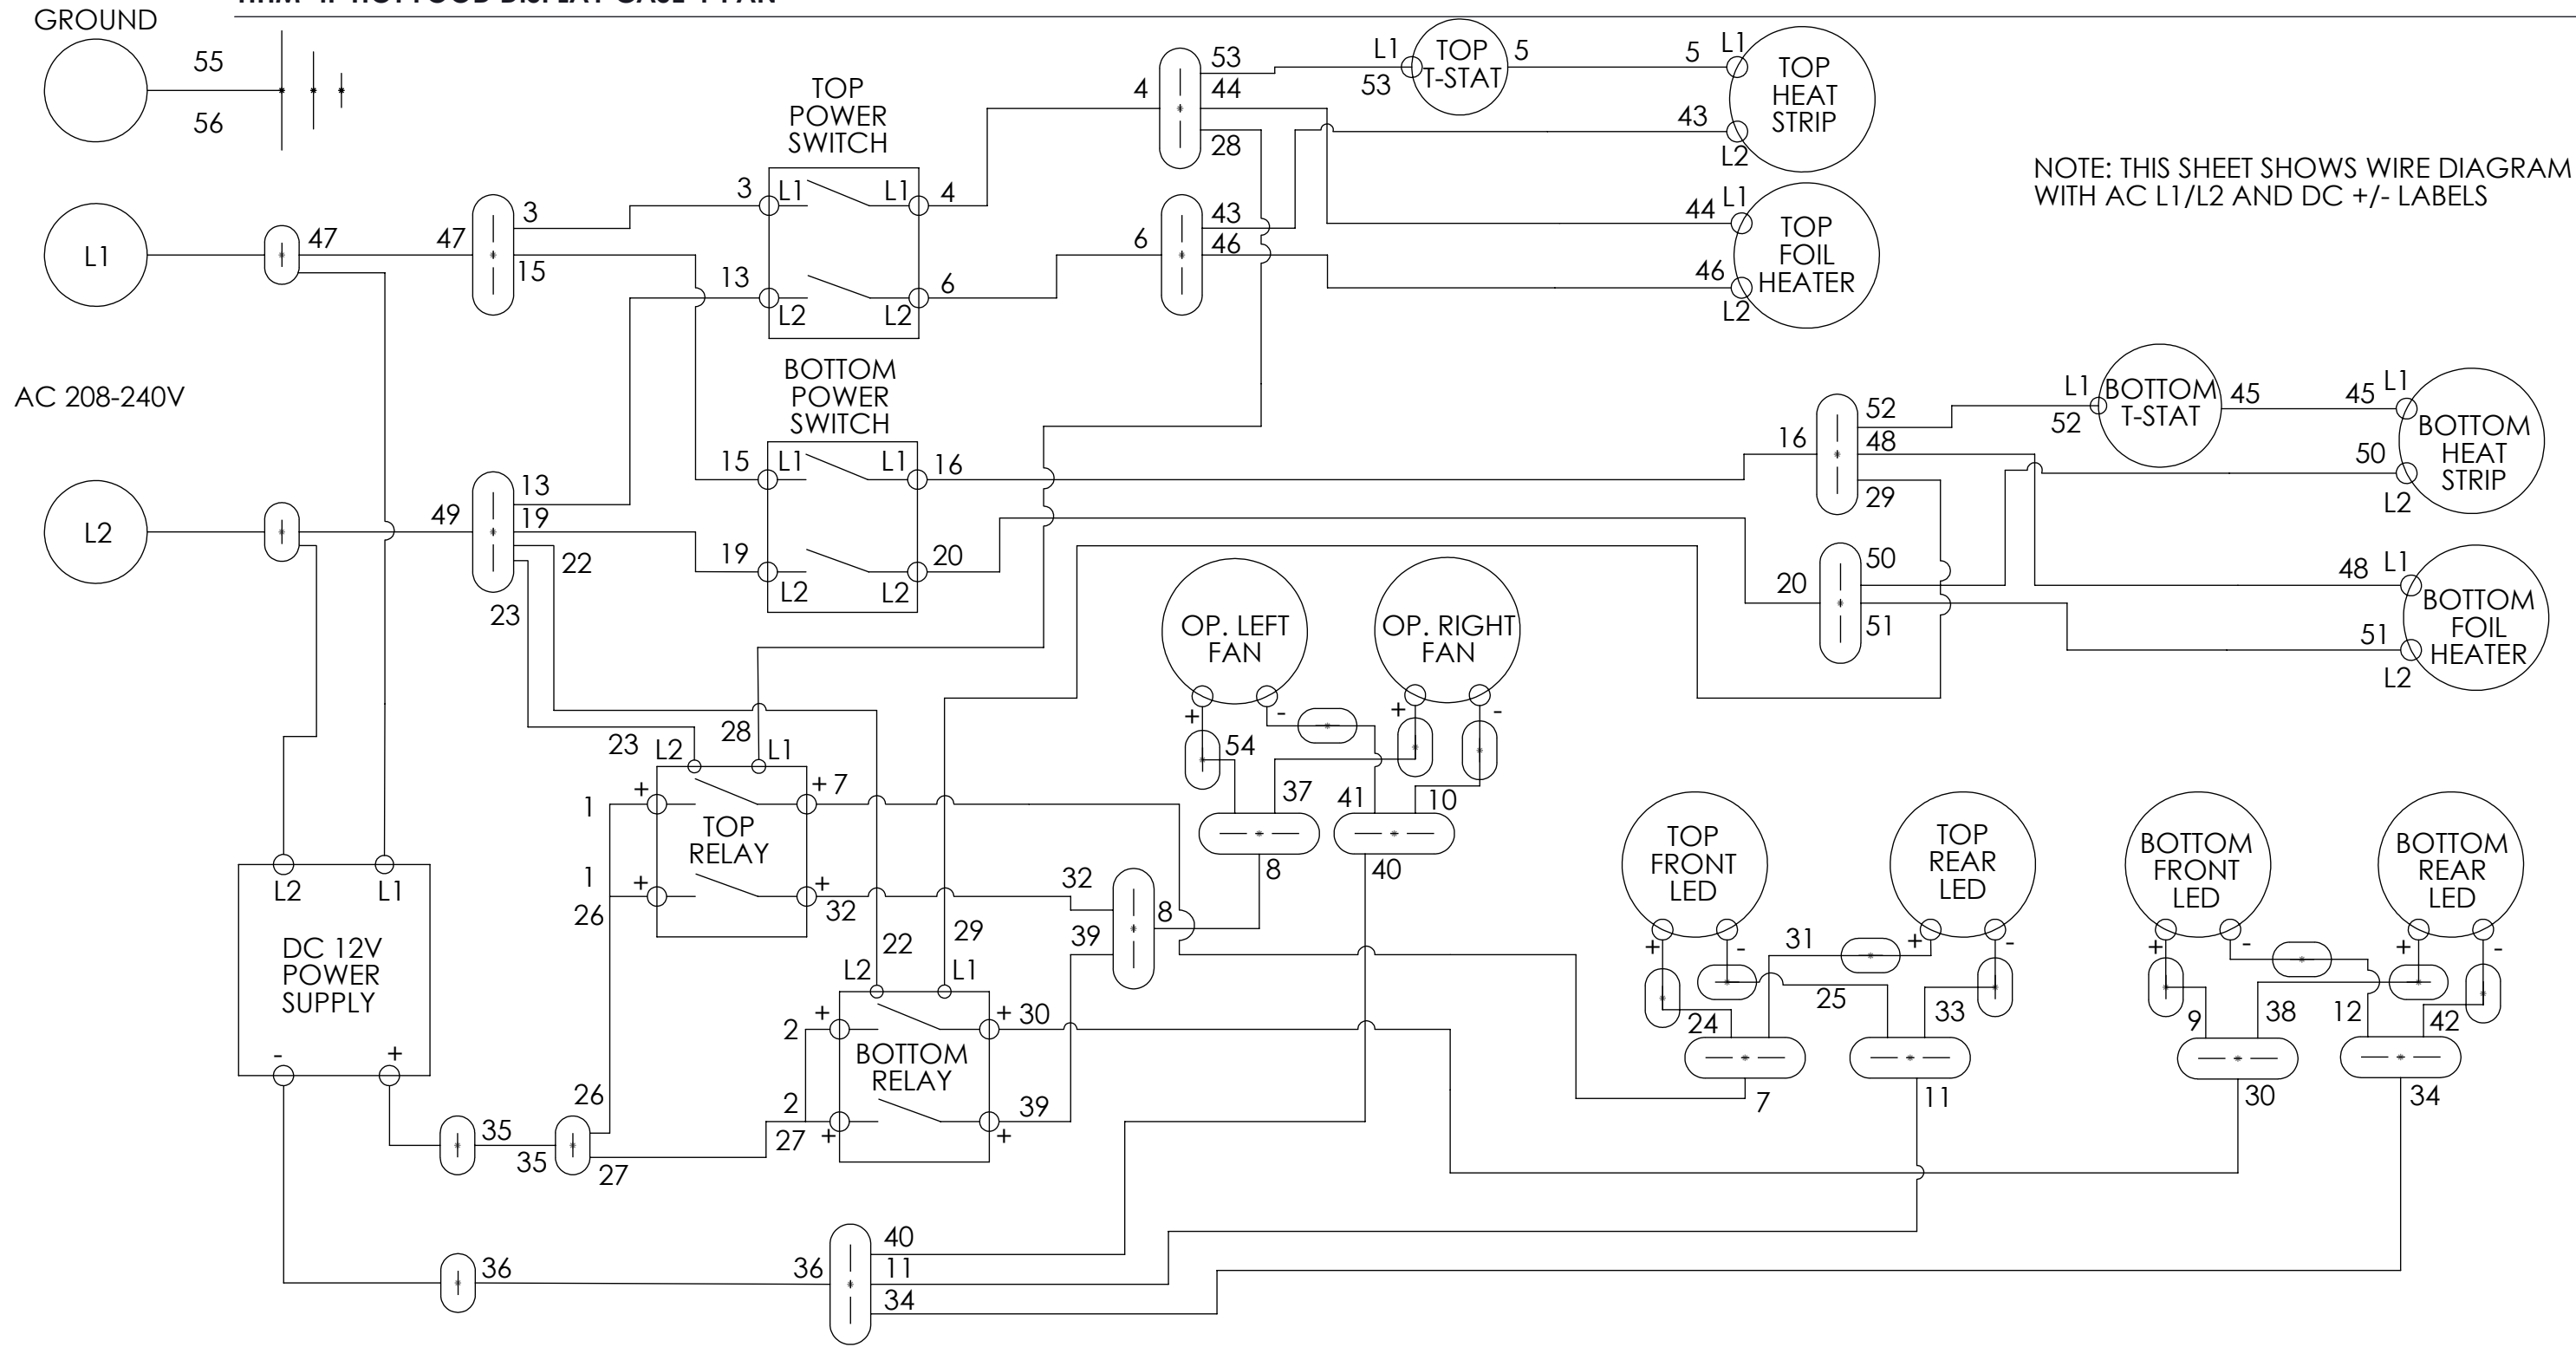 GROUND
55
56
TOP
POWER
SWITCH
4
53
44
28
L1
53
TOP
T-STAT
5
5
L1
TOP
HEAT
STRIP
43
L2
NOTE: THIS SHEET SHOWS WIRE DIAGRAM
WITH AC L1/L2 AND DC +/- LABELS
L1
47
47
3
15
3
L1
L1
4
13
L2
L2
6
6
43
46
44
L1
TOP
FOIL
HEATER
46
L2
AC 208-240V
BOTTOM
POWER
SWITCH
15
L1
L1
16
19
L2
L2
20
16
52
48
29
L1
52
BOTTOM
T-STAT
45
45
L1
BOTTOM
HEAT
STRIP
50
L2
L2
49
13
19
22
23
20
50
51
48
L1
BOTTOM
FOIL
HEATER
51
L2
OP. LEFT
FAN
OP. RIGHT
FAN
+
-
+
-
54
37
41
10
8
40
23
L2
28
L1
1
+
+ 7
TOP
RELAY
1
+
+
26
32
32
39
8
22
29
L2
L1
DC 12V
POWER
SUPPLY
L2
L1
-
+
2
+
+
30
BOTTOM
RELAY
2
27
+
39
+
26
35
35
27
TOP
FRONT
LED
TOP
REAR
LED
BOTTOM
FRONT
LED
BOTTOM
REAR
LED
+
-
31
+
-
+
-
+
-
24
25
33
9
38
12
42
7
11
30
34
36
36
40
11
34